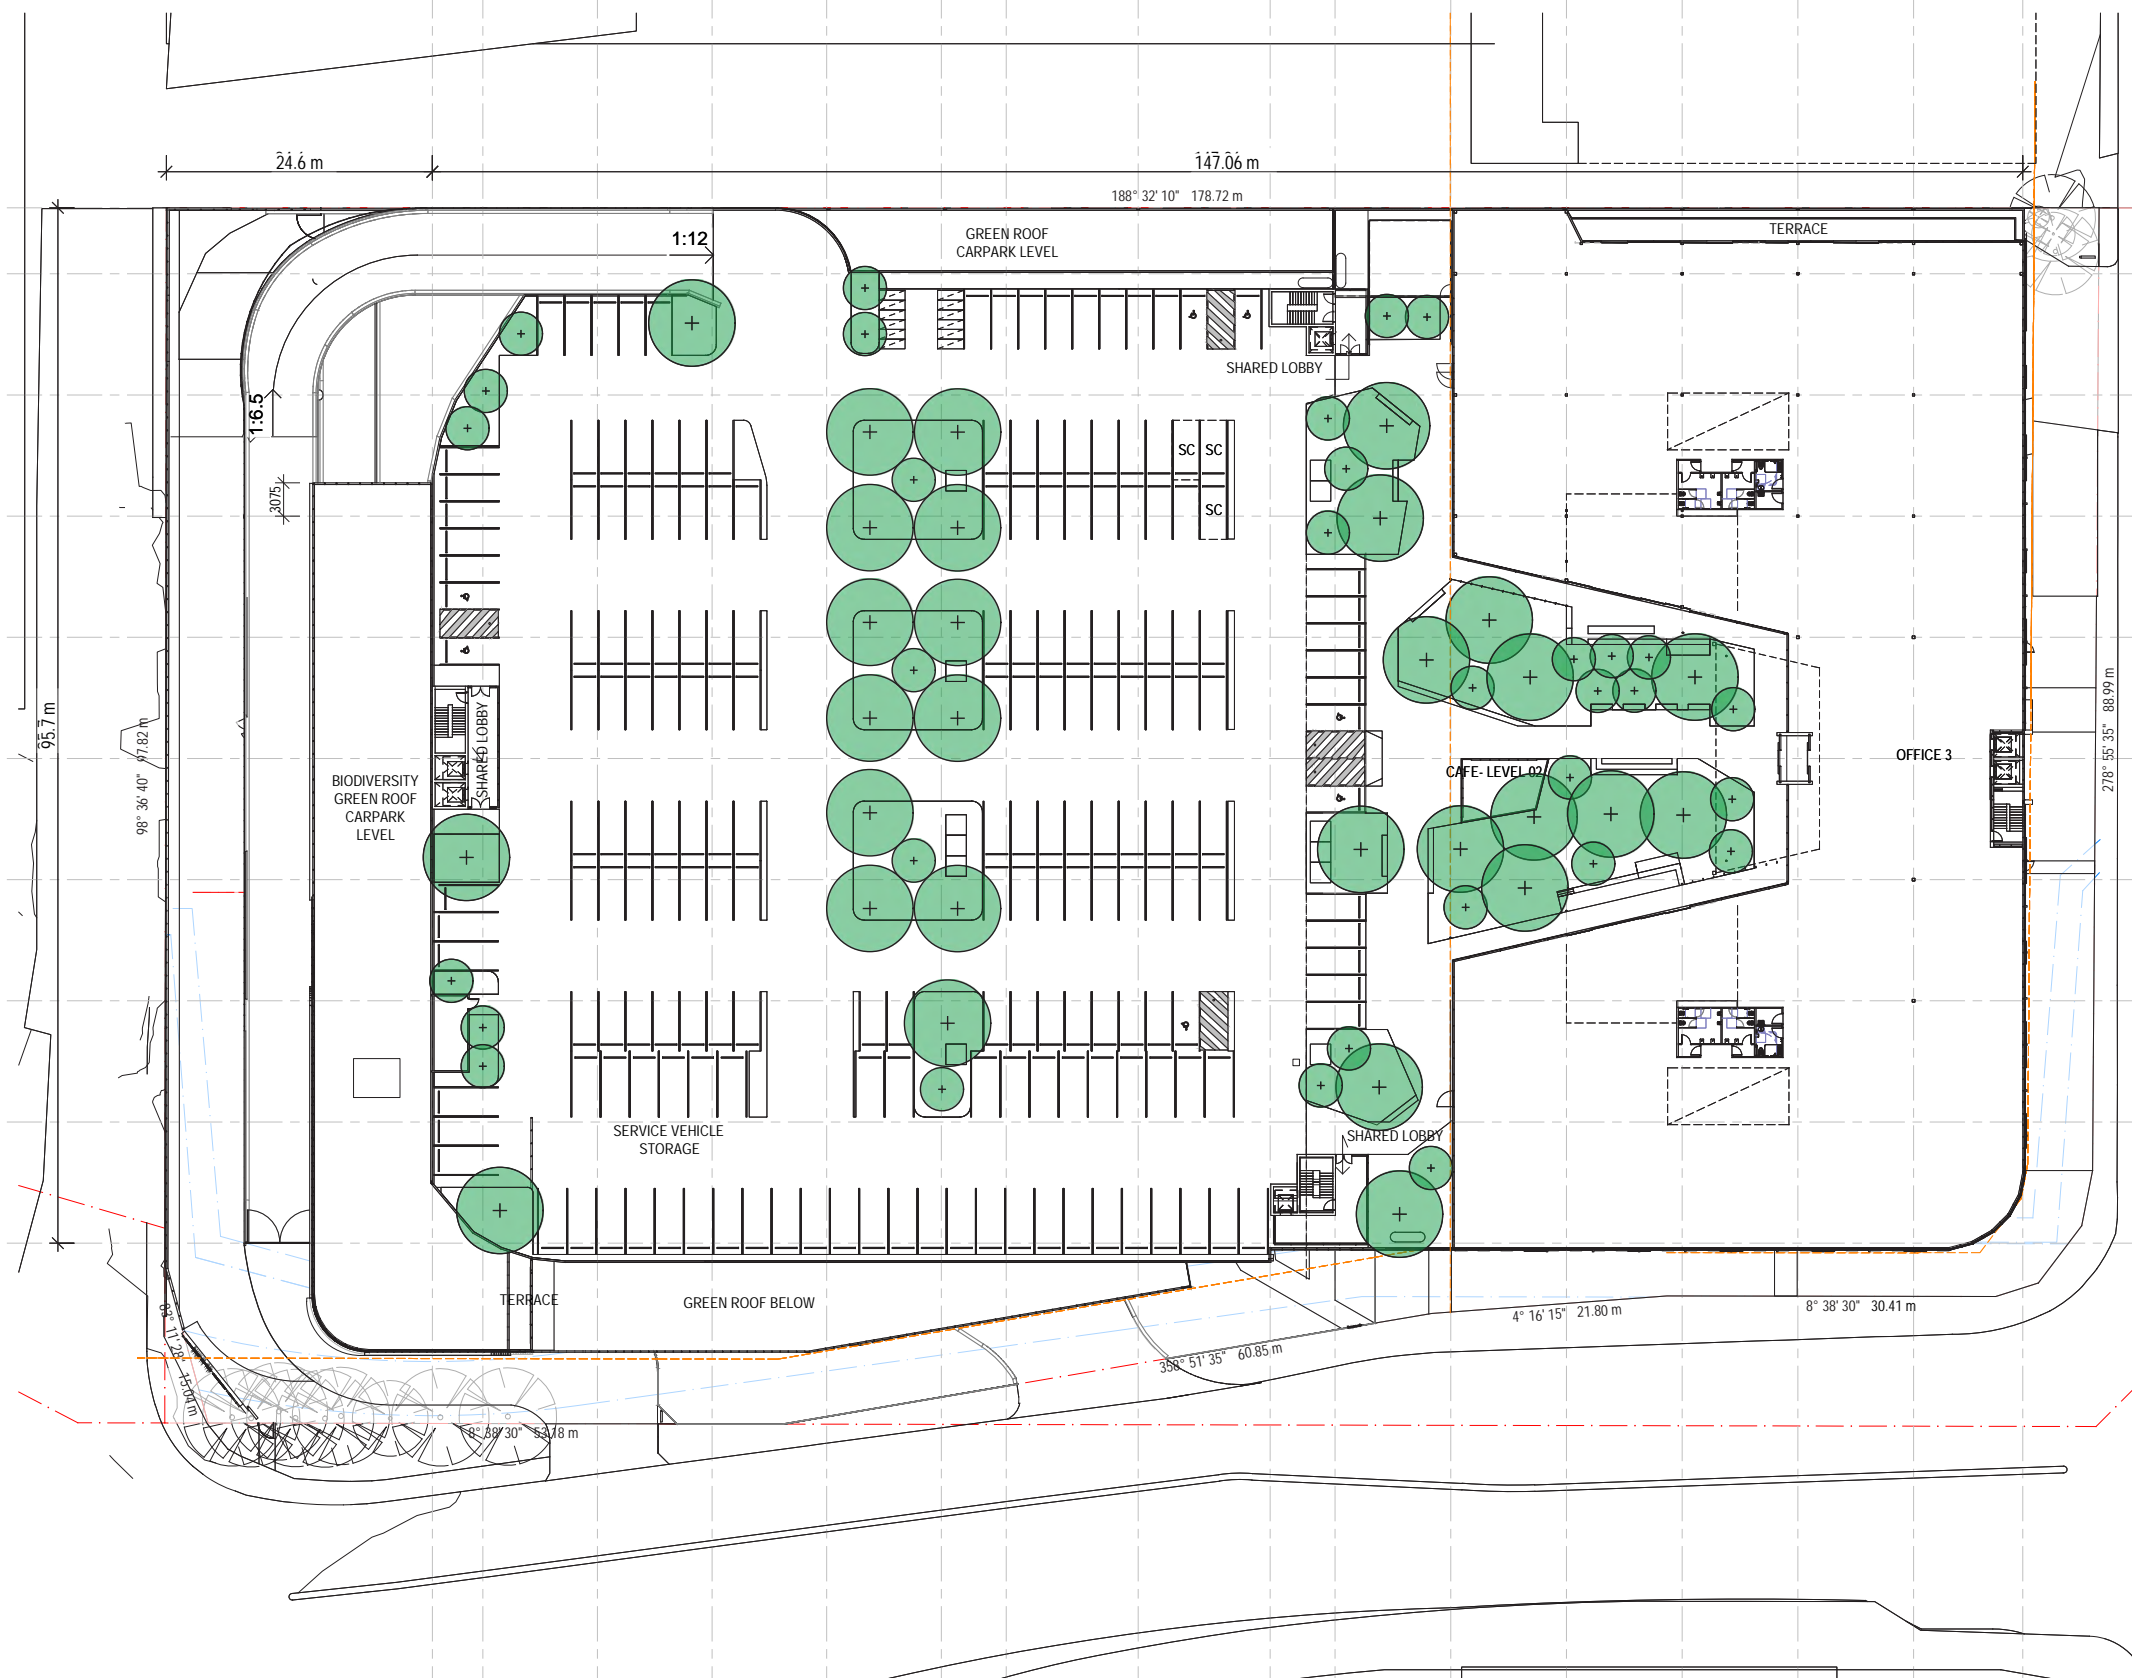 24.6 m
147.06 m
188° 32' 10" 178.72 m
1:12
GREEN ROOF
CARPARK LEVEL
TERRACE
SHARED LOBBY
1:6.5
SC SC
SC
3075
95.7 m
98° 36' 40" 97.82 m
SHARED LOBBY
BIODIVERSITY
GREEN ROOF
CARPARK
LEVEL
CAFE- LEVEL 02
OFFICE 3
278° 55' 35" 88.99 m
SERVICE VEHICLE
STORAGE
SHARED LOBBY
TERRACE
GREEN ROOF BELOW
83° 11' 28" 15.04 m
4° 16' 15" 21.80 m
8° 38' 30" 30.41 m
358° 51' 35" 60.85 m
8° 38' 30" 53.18 m